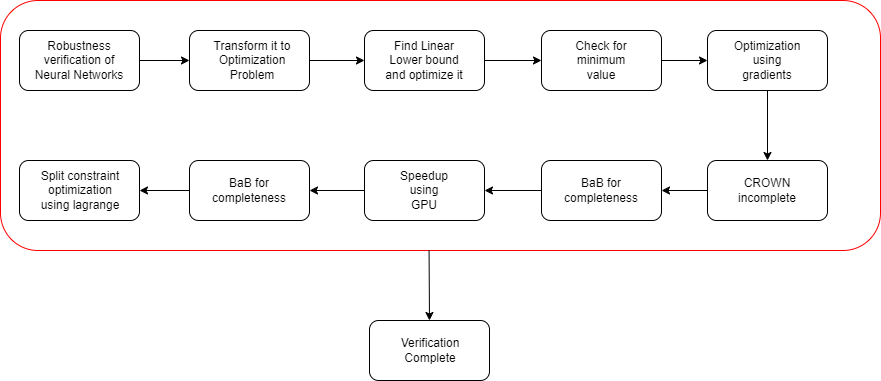 Robustness
verification of
Neural Networks
Transform it to
Optimization
Problem
Find Linear
Lower bound
and optimize it
Check for
minimum
value
Optimization
using
gradients
CROWN
incomplete
BaB for
completeness
Speedup
using
GPU
BaB for
completeness
Split constraint
optimization
using lagrange
Verification
Complete